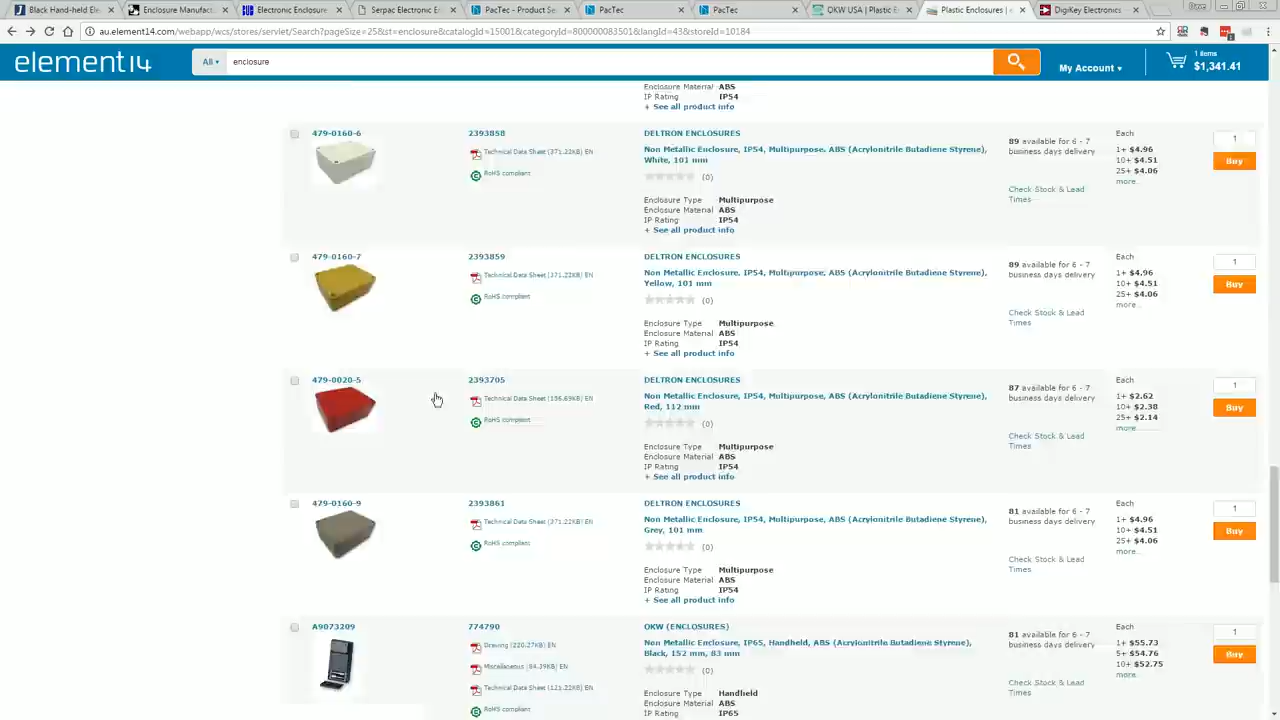 Black Hand-held Ele
Enclosure Manufac
Electronic Enclosure
Serpac Electronic En
PacTec - Product Se
PacTec
PacTec
OKW USA | Plastic E
Plastic Enclosures |
DigiKey Electronics
au.element14.com/webapp/wcs/stores/servlet/Search?pageSize=25&st=enclosure&catalogId=15001&categoryId=800000083501&langId=43&storeId=10184
element14
All
enclosure
My Account
1 items
$1,341.41
Enclosure Material ABS
IP Rating IP54
+ See all product info
479-0160-6
2393858
Technical Data Sheet (371.22KB) EN
RoHS compliant
DELTRON ENCLOSURES
Non Metallic Enclosure, IP54, Multipurpose, ABS (Acrylonitrile Butadiene Styrene),
White, 101 mm
(0)
Enclosure Type Multipurpose
Enclosure Material ABS
IP Rating IP54
+ See all product info
89 available for 6 - 7
business days delivery
Check Stock & Lead
Times
Each
1+ $4.96
10+ $4.51
25+ $4.06
more..
1
Buy
479-0160-7
2393859
Technical Data Sheet (371.22KB) EN
RoHS compliant
DELTRON ENCLOSURES
Non Metallic Enclosure, IP54, Multipurpose, ABS (Acrylonitrile Butadiene Styrene),
Yellow, 101 mm
(0)
Enclosure Type Multipurpose
Enclosure Material ABS
IP Rating IP54
+ See all product info
89 available for 6 - 7
business days delivery
Check Stock & Lead
Times
Each
1+ $4.96
10+ $4.51
25+ $4.06
more..
1
Buy
479-0020-5
2393705
Technical Data Sheet (156.69KB) EN
RoHS compliant
DELTRON ENCLOSURES
Non Metallic Enclosure, IP54, Multipurpose, ABS (Acrylonitrile Butadiene Styrene),
Red, 112 mm
(0)
Enclosure Type Multipurpose
Enclosure Material ABS
IP Rating IP54
+ See all product info
87 available for 6 - 7
business days delivery
Check Stock & Lead
Times
Each
1+ $2.62
10+ $2.38
25+ $2.14
more..
1
Buy
479-0160-9
2393861
Technical Data Sheet (371.22KB) EN
RoHS compliant
DELTRON ENCLOSURES
Non Metallic Enclosure, IP54, Multipurpose, ABS (Acrylonitrile Butadiene Styrene),
Grey, 101 mm
(0)
Enclosure Type Multipurpose
Enclosure Material ABS
IP Rating IP54
+ See all product info
81 available for 6 - 7
business days delivery
Check Stock & Lead
Times
Each
1+ $4.96
10+ $4.51
25+ $4.06
more..
1
Buy
A9073209
774790
Drawing (220.27KB) EN
Miscellaneous (84.39KB) EN
Technical Data Sheet (121.22KB) EN
RoHS compliant
OKW (ENCLOSURES)
Non Metallic Enclosure, IP65, Handheld, ABS (Acrylonitrile Butadiene Styrene),
Black, 152 mm, 83 mm
(0)
Enclosure Type Handheld
Enclosure Material ABS
IP Rating IP65
81 available for 6 - 7
business days delivery
Check Stock & Lead
Times
Each
1+ $55.73
5+ $54.76
10+ $52.75
more..
1
Buy